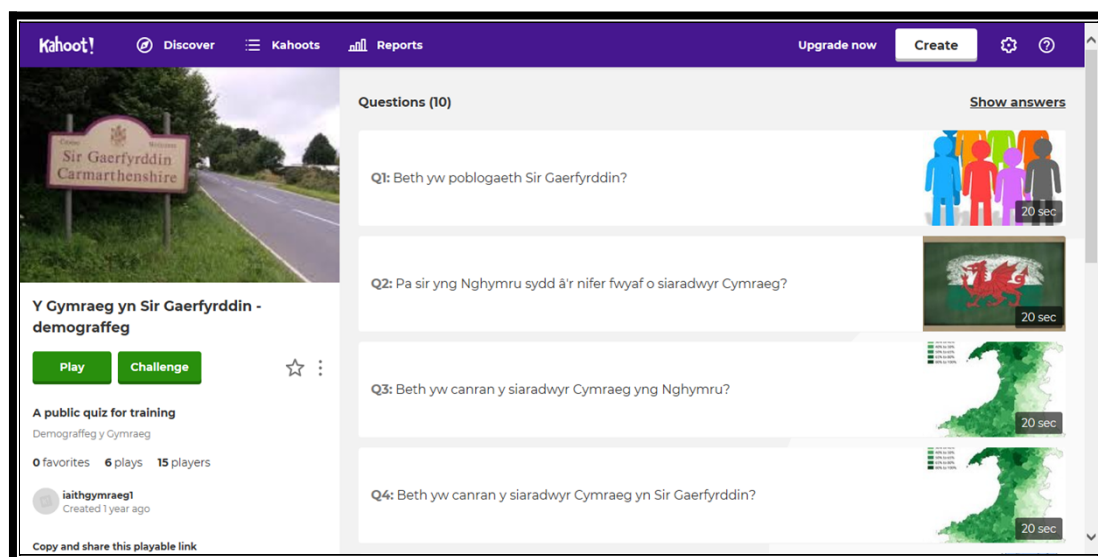 Kahoot!
Discover
Kahoots
Reports
Upgrade now
Create
Sir Gaerfyrddin
Carmarthenshire
Y Gymraeg yn Sir Gaerfyrddin -
demograffeg
Play
Challenge
A public quiz for training
Demograffeg y Gymraeg
0 favorites 6 plays 15 players
iaithgymraeg1
Created 1 year ago
Copy and share this playable link
Questions (10)
Show answers
Q1: Beth yw poblogaeth Sir Gaerfyrddin?
20 sec
Q2: Pa sir yng Nghymru sydd â'r nifer fwyaf o siaradwyr Cymraeg?
20 sec
Q3: Beth yw canran y siaradwyr Cymraeg yng Nghymru?
20 sec
Q4: Beth yw canran y siaradwyr Cymraeg yn Sir Gaerfyrddin?
20 sec